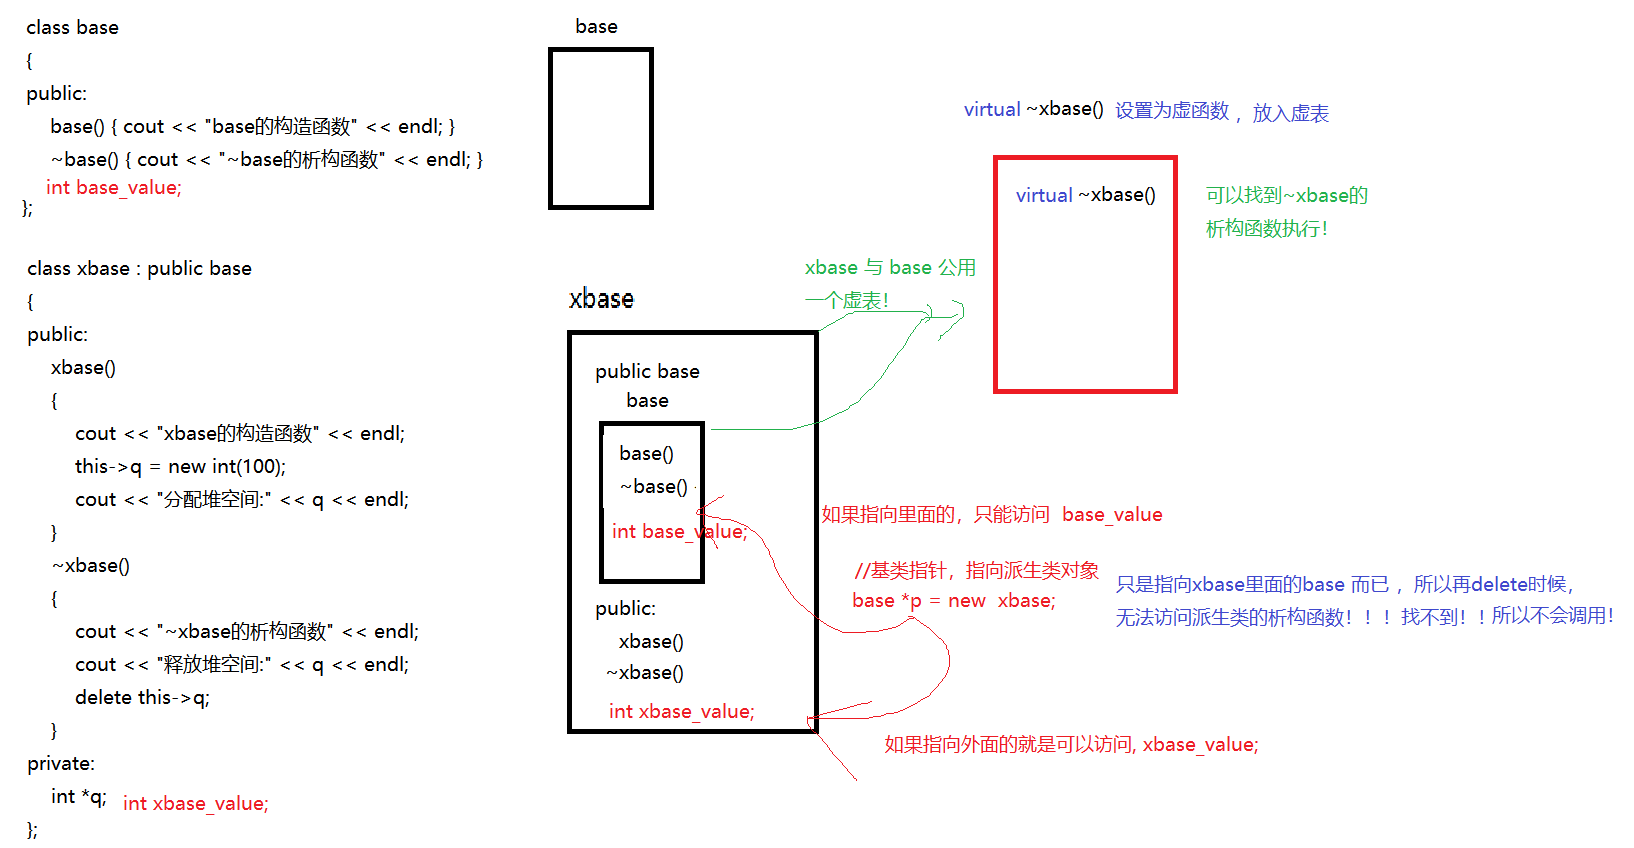 class base
{
public:
base() { cout << "base的构造函数" << endl; }
~base() { cout << "~base的析构函数" << endl; }
int base_value;
};
class xbase : public base
{
public:
xbase()
{
cout << "xbase的构造函数" << endl;
this->q = new int(100);
cout << "分配堆空间:" << q << endl;
}
~xbase()
{
cout << "~xbase的析构函数" << endl;
cout << "释放堆空间:" << q << endl;
delete this->q;
}
private:
int *q; int xbase_value;
};
base
xbase
public base
base
base()
~base()
int base_value;
public:
xbase()
~xbase()
int xbase_value;
virtual ~xbase() 设置为虚函数 ，放入虚表
virtual ~xbase()
可以找到~xbase的
析构函数执行！
xbase 与 base 公用
一个虚表！
如果指向里面的，只能访问 base_value
//基类指针，指向派生类对象
base *p = new xbase;
只是指向xbase里面的base 而已 ，所以再delete时候，
无法访问派生类的析构函数！！！找不到！！所以不会调用！
如果指向外面的就是可以访问, xbase_value;